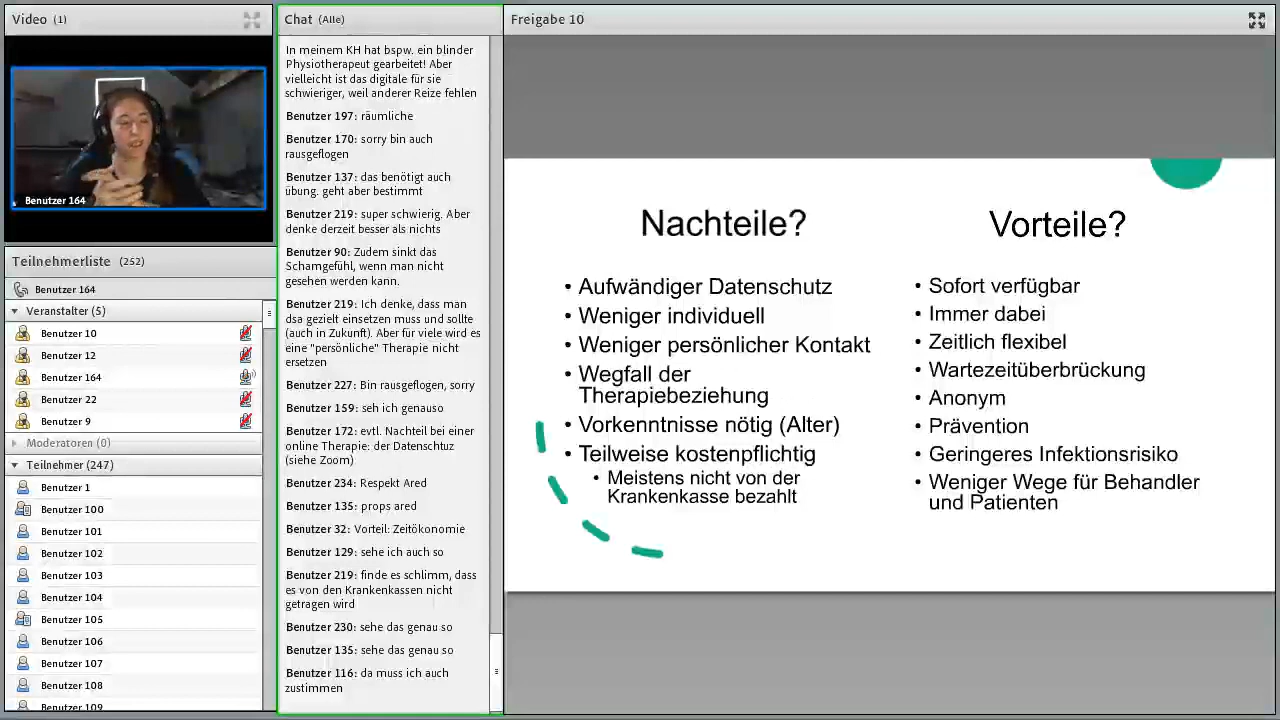 Video (1)
Benutzer 164
Teilnehmerliste (252)
Benutzer 164
Veranstalter (5)
Benutzer 10
Benutzer 12
Benutzer 164
Benutzer 22
Benutzer 9
Moderatoren (0)
Teilnehmer (247)
Benutzer 1
Benutzer 100
Benutzer 101
Benutzer 102
Benutzer 103
Benutzer 104
Benutzer 105
Benutzer 106
Benutzer 107
Benutzer 108
Benutzer 109
Chat (Alle)
In meinem KH hat bspw. ein blinder
Physiotherapeut gearbeitet! Aber
vielleicht ist das digitale für sie
schwieriger, weil anderer Reize fehlen
Benutzer 197: räumliche
Benutzer 170: sorry bin auch
rausgeflogen
Benutzer 137: das benötigt auch
übung. geht aber bestimmt
Benutzer 219: super schwierig. Aber
denke derzeit besser als nichts
Benutzer 90: Zudem sinkt das
Schamgefühl, wenn man nicht
gesehen werden kann.
Benutzer 219: Ich denke, dass man
dsa gezielt einsetzen muss und sollte
(auch in Zukunft). Aber für viele wird es
eine "persönliche" Therapie nicht
ersetzen
Benutzer 227: Bin rausgeflogen, sorry
Benutzer 159: seh ich genauso
Benutzer 172: evtl. Nachteil bei einer
online Therapie: der Datenschtuz
(siehe Zoom)
Benutzer 234: Respekt Ared
Benutzer 135: props ared
Benutzer 32: Vorteil: Zeitökonomie
Benutzer 129: sehe ich auch so
Benutzer 219: finde es schlimm, dass
es von den Krankenkassen nicht
getragen wird
Benutzer 230: sehe das genau so
Benutzer 135: sehe das genau so
Benutzer 116: da muss ich auch
zustimmen
Freigabe 10
Nachteile?
• Aufwändiger Datenschutz
• Weniger individuell
• Weniger persönlicher Kontakt
• Wegfall der
Therapiebeziehung
• Vorkenntnisse nötig (Alter)
• Teilweise kostenpflichtig
• Meistens nicht von der
Krankenkasse bezahlt
Vorteile?
• Sofort verfügbar
• Immer dabei
• Zeitlich flexibel
• Wartezeitüberbrückung
• Anonym
• Prävention
• Geringeres Infektionsrisiko
• Weniger Wege für Behandler
und Patienten